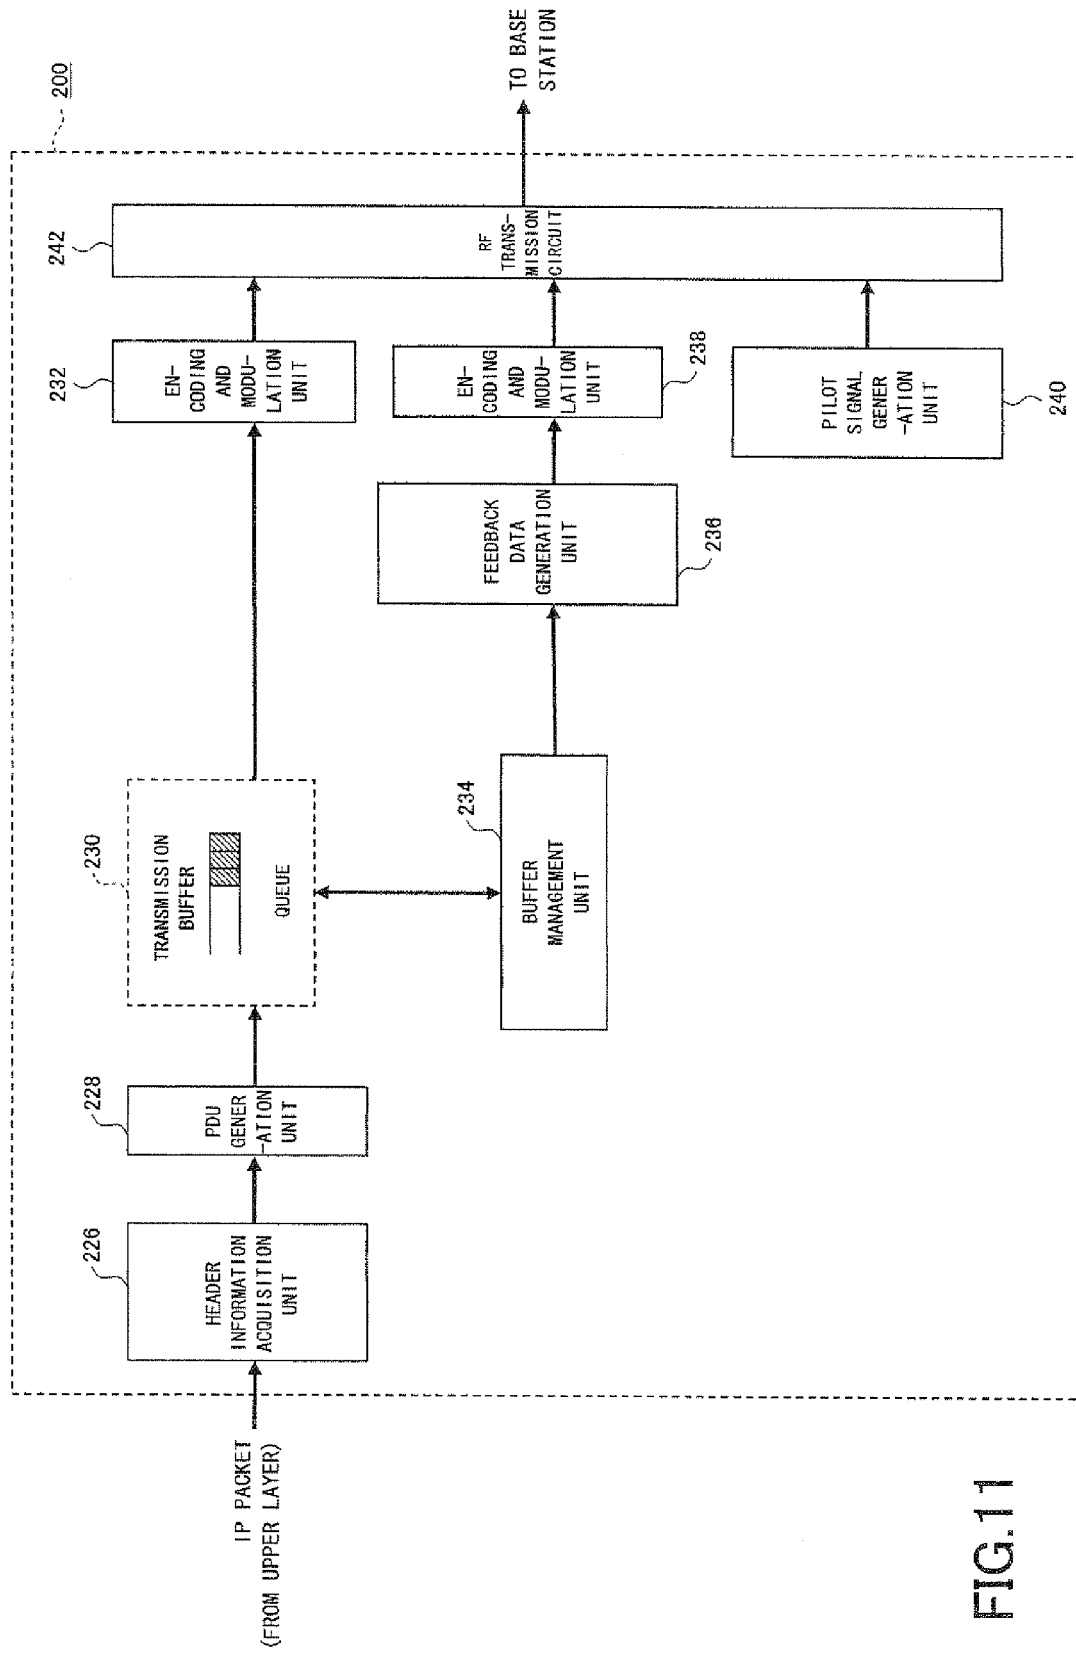 IP PACKET
(FROM UPPER LAYER)
226
HEADER
INFORMATION
ACQUISITION
UNIT
228
PDU
GENER
-ATION
UNIT
230
TRANSMISSION
BUFFER
QUEUE
234
BUFFER
MANAGEMENT
UNIT
FEEDBACK
DATA
GENERATION
UNIT
236
232
EN-
CODING
AND
MODU-
LATION
UNIT
EN-
CODING
AND
MODU-
LATION
UNIT
238
PILOT
SIGNAL
GENER
-ATION
UNIT
240
242
RF
TRANS-
MISSION
CIRCUIT
200
TO BASE
STATION
FIG.11